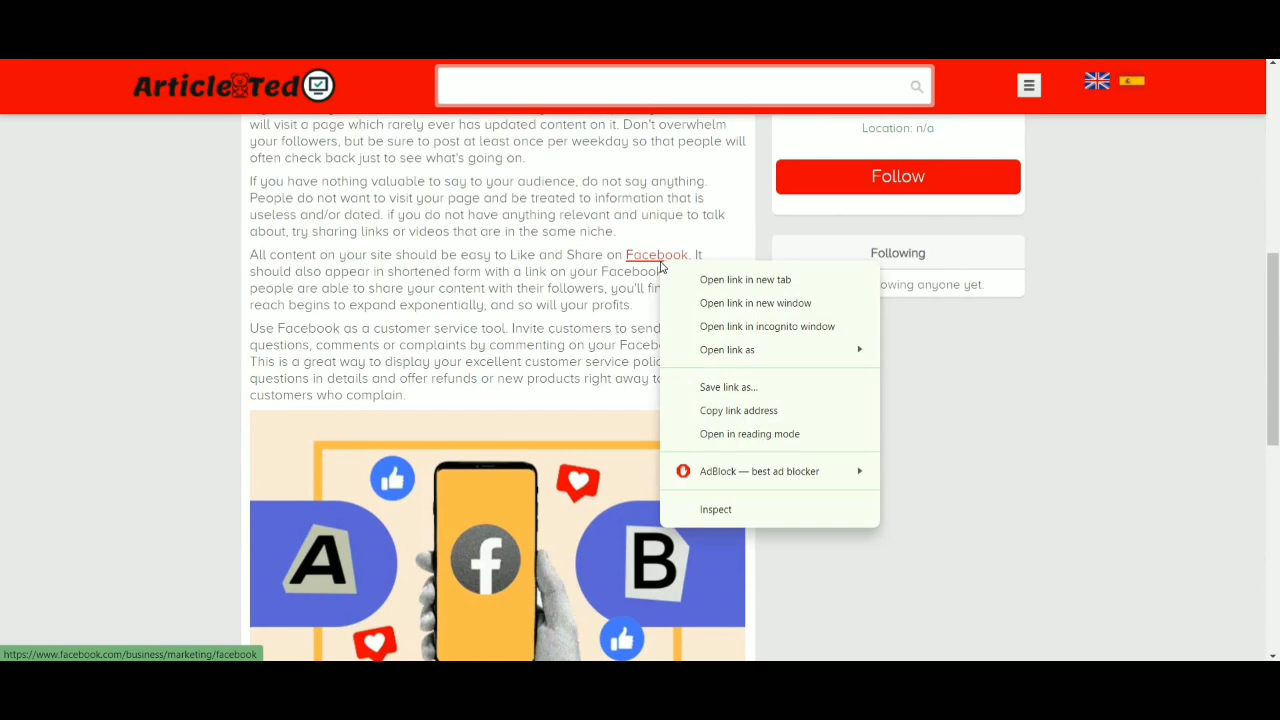 Article Ted
Location: n/a
Follow
Following
owing anyone yet.
will visit a page which rarely ever has updated content on it. Don't overwhelm
your followers, but be sure to post at least once per weekday so that people will
often check back just to see what's going on.
If you have nothing valuable to say to your audience, do not say anything.
People do not want to visit your page and be treated to information that is
useless and/or dated. if you do not have anything relevant and unique to talk
about, try sharing links or videos that are in the same niche.
All content on your site should be easy to Like and Share on Facebook. It
should also appear in shortened form with a link on your Facebook
people are able to share your content with their followers, you'll fin
reach begins to expand exponentially, and so will your profits.
Use Facebook as a customer service tool. Invite customers to send
questions, comments or complaints by commenting on your Facebo
This is a great way to display your excellent customer service polic
questions in details and offer refunds or new products right away to
customers who complain.
Open link in new tab
Open link in new window
Open link in incognito window
Open link as
Save link as...
Copy link address
Open in reading mode
AdBlock — best ad blocker
Inspect
A
f
B
https://www.facebook.com/business/marketing/facebook